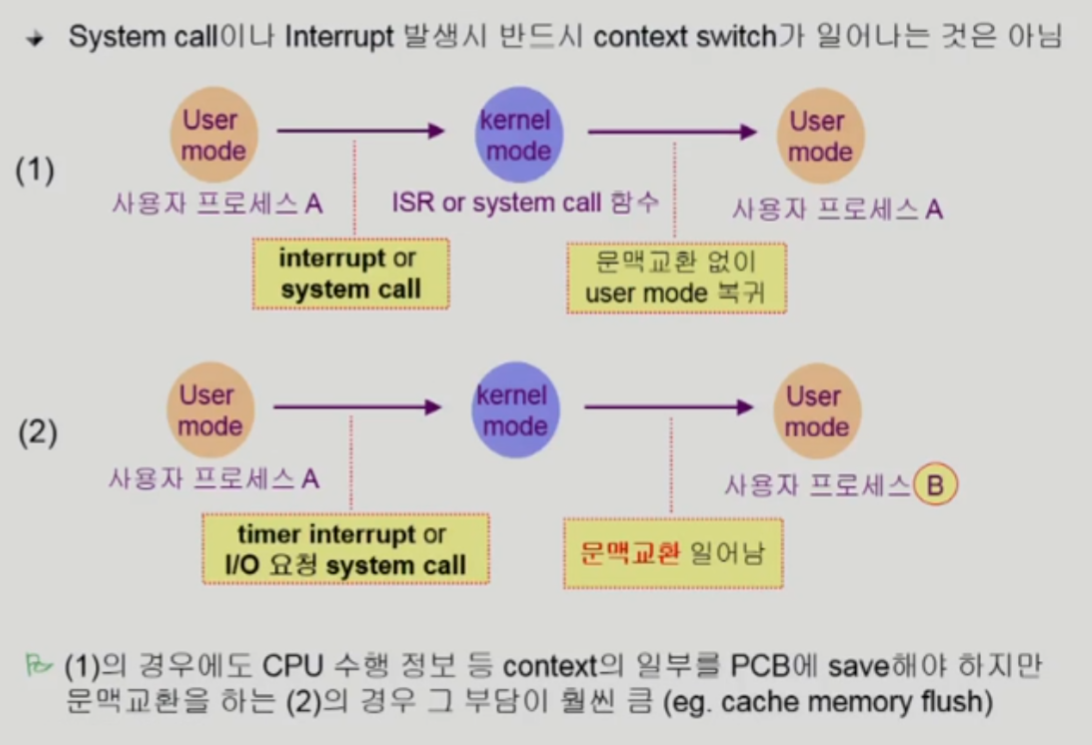 System call이나 Interrupt 발생시 반드시 context switch가 일어나는 것은 아님
(1)
User mode
kernel mode
User mode
사용자 프로세스 A
ISR or system call 함수
사용자 프로세스 A
interrupt or
system call
문맥교환 없이
user mode 복귀
(2)
User mode
kernel mode
User mode
사용자 프로세스 A
사용자 프로세스 B
timer interrupt or
I/O 요청 system call
문맥교환 일어남
(1)의 경우에도 CPU 수행 정보 등 context의 일부를 PCB에 save해야 하지만
문맥교환을 하는 (2)의 경우 그 부담이 훨씬 큼 (eg. cache memory flush)